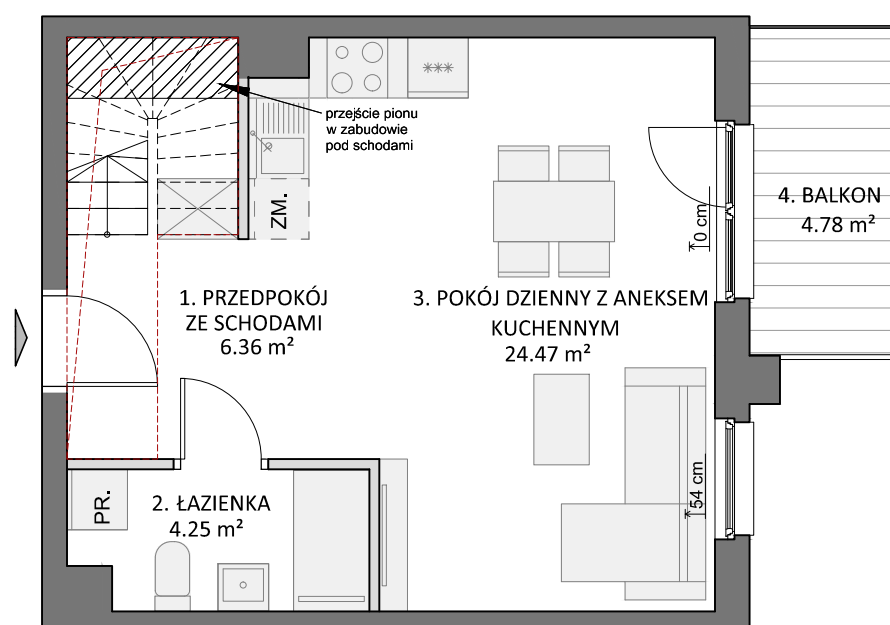 ***
przejście pionu
w zabudowie
pod schodami
ZM.
0 cm
4. BALKON
4.78 m²
1. PRZEDPOKÓJ
ZE SCHODAMI
6.36 m²
3. POKÓJ DZIENNY Z ANEKSEM
KUCHENNYM
24.47 m²
PR.
2. ŁAZIENKA
4.25 m²
54 cm